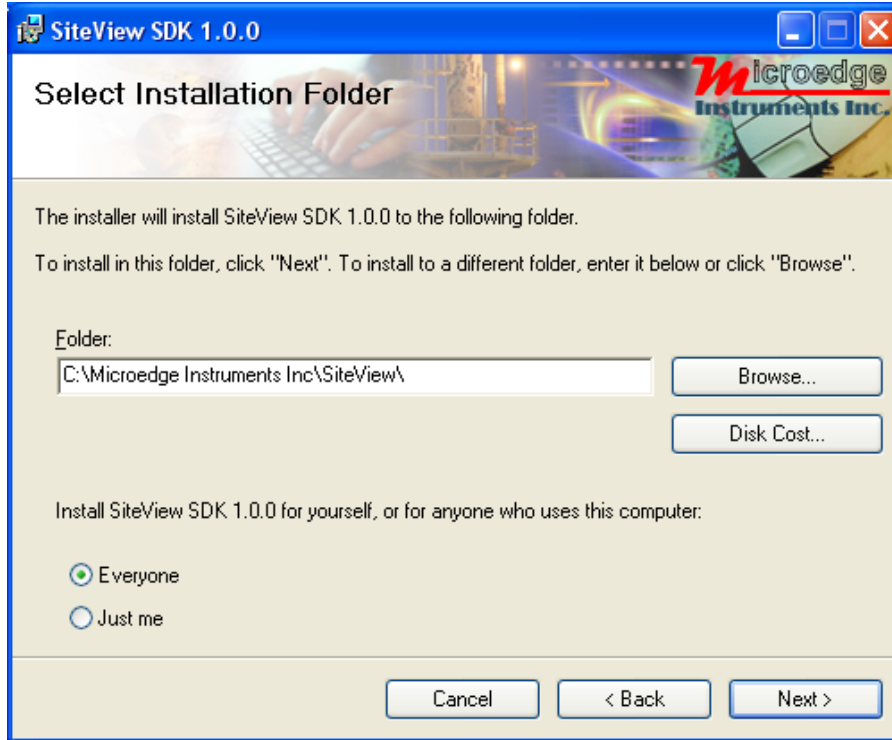 SiteView SDK 1.0.0
Select Installation Folder
Microedge
Instruments Inc.
The installer will install SiteView SDK 1.0.0 to the following folder.
To install in this folder, click "Next". To install to a different folder, enter it below or click "Browse".
Folder:
C:\Microedge Instruments Inc\SiteView\
Browse...
Disk Cost...
Install SiteView SDK 1.0.0 for yourself, or for anyone who uses this computer:
Everyone
Just me
Cancel
< Back
Next >